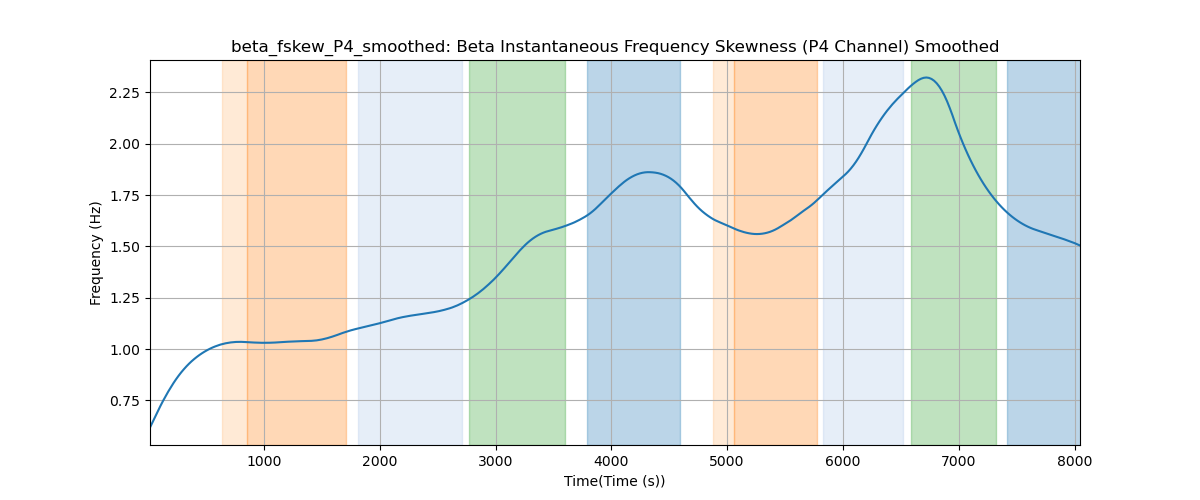 beta_fskew_P4_smoothed: Beta Instantaneous Frequency Skewness (P4 Channel) Smoothed
Frequency (Hz)
2.25
2.00
1.75
1.50
1.25
1.00
0.75
1000 2000 3000 4000 5000 6000 7000 8000
Time(Time (s))